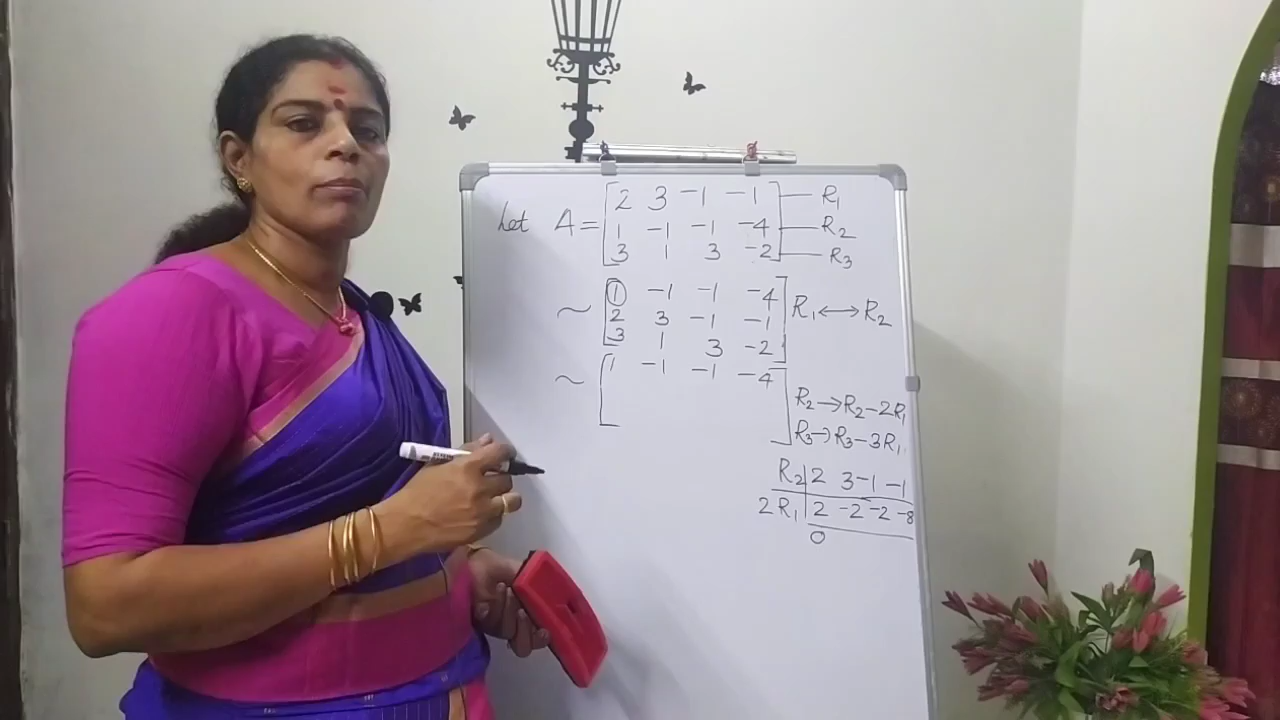 2 3 -1 -1 — R1
Let A = 1 -1 -1 -4 — R2
3 1 3 -2 — R3
1 -1 -1 -4
~ 2 3 -1 -1 R1 ↔ R2
3 1 3 -2
~ 1 -1 -1 -4
R2 → R2 - 2R1
R3 → R3 - 3R1
R2 | 2 3 -1 -1
2R1 | 2 -2 -2 -8
0